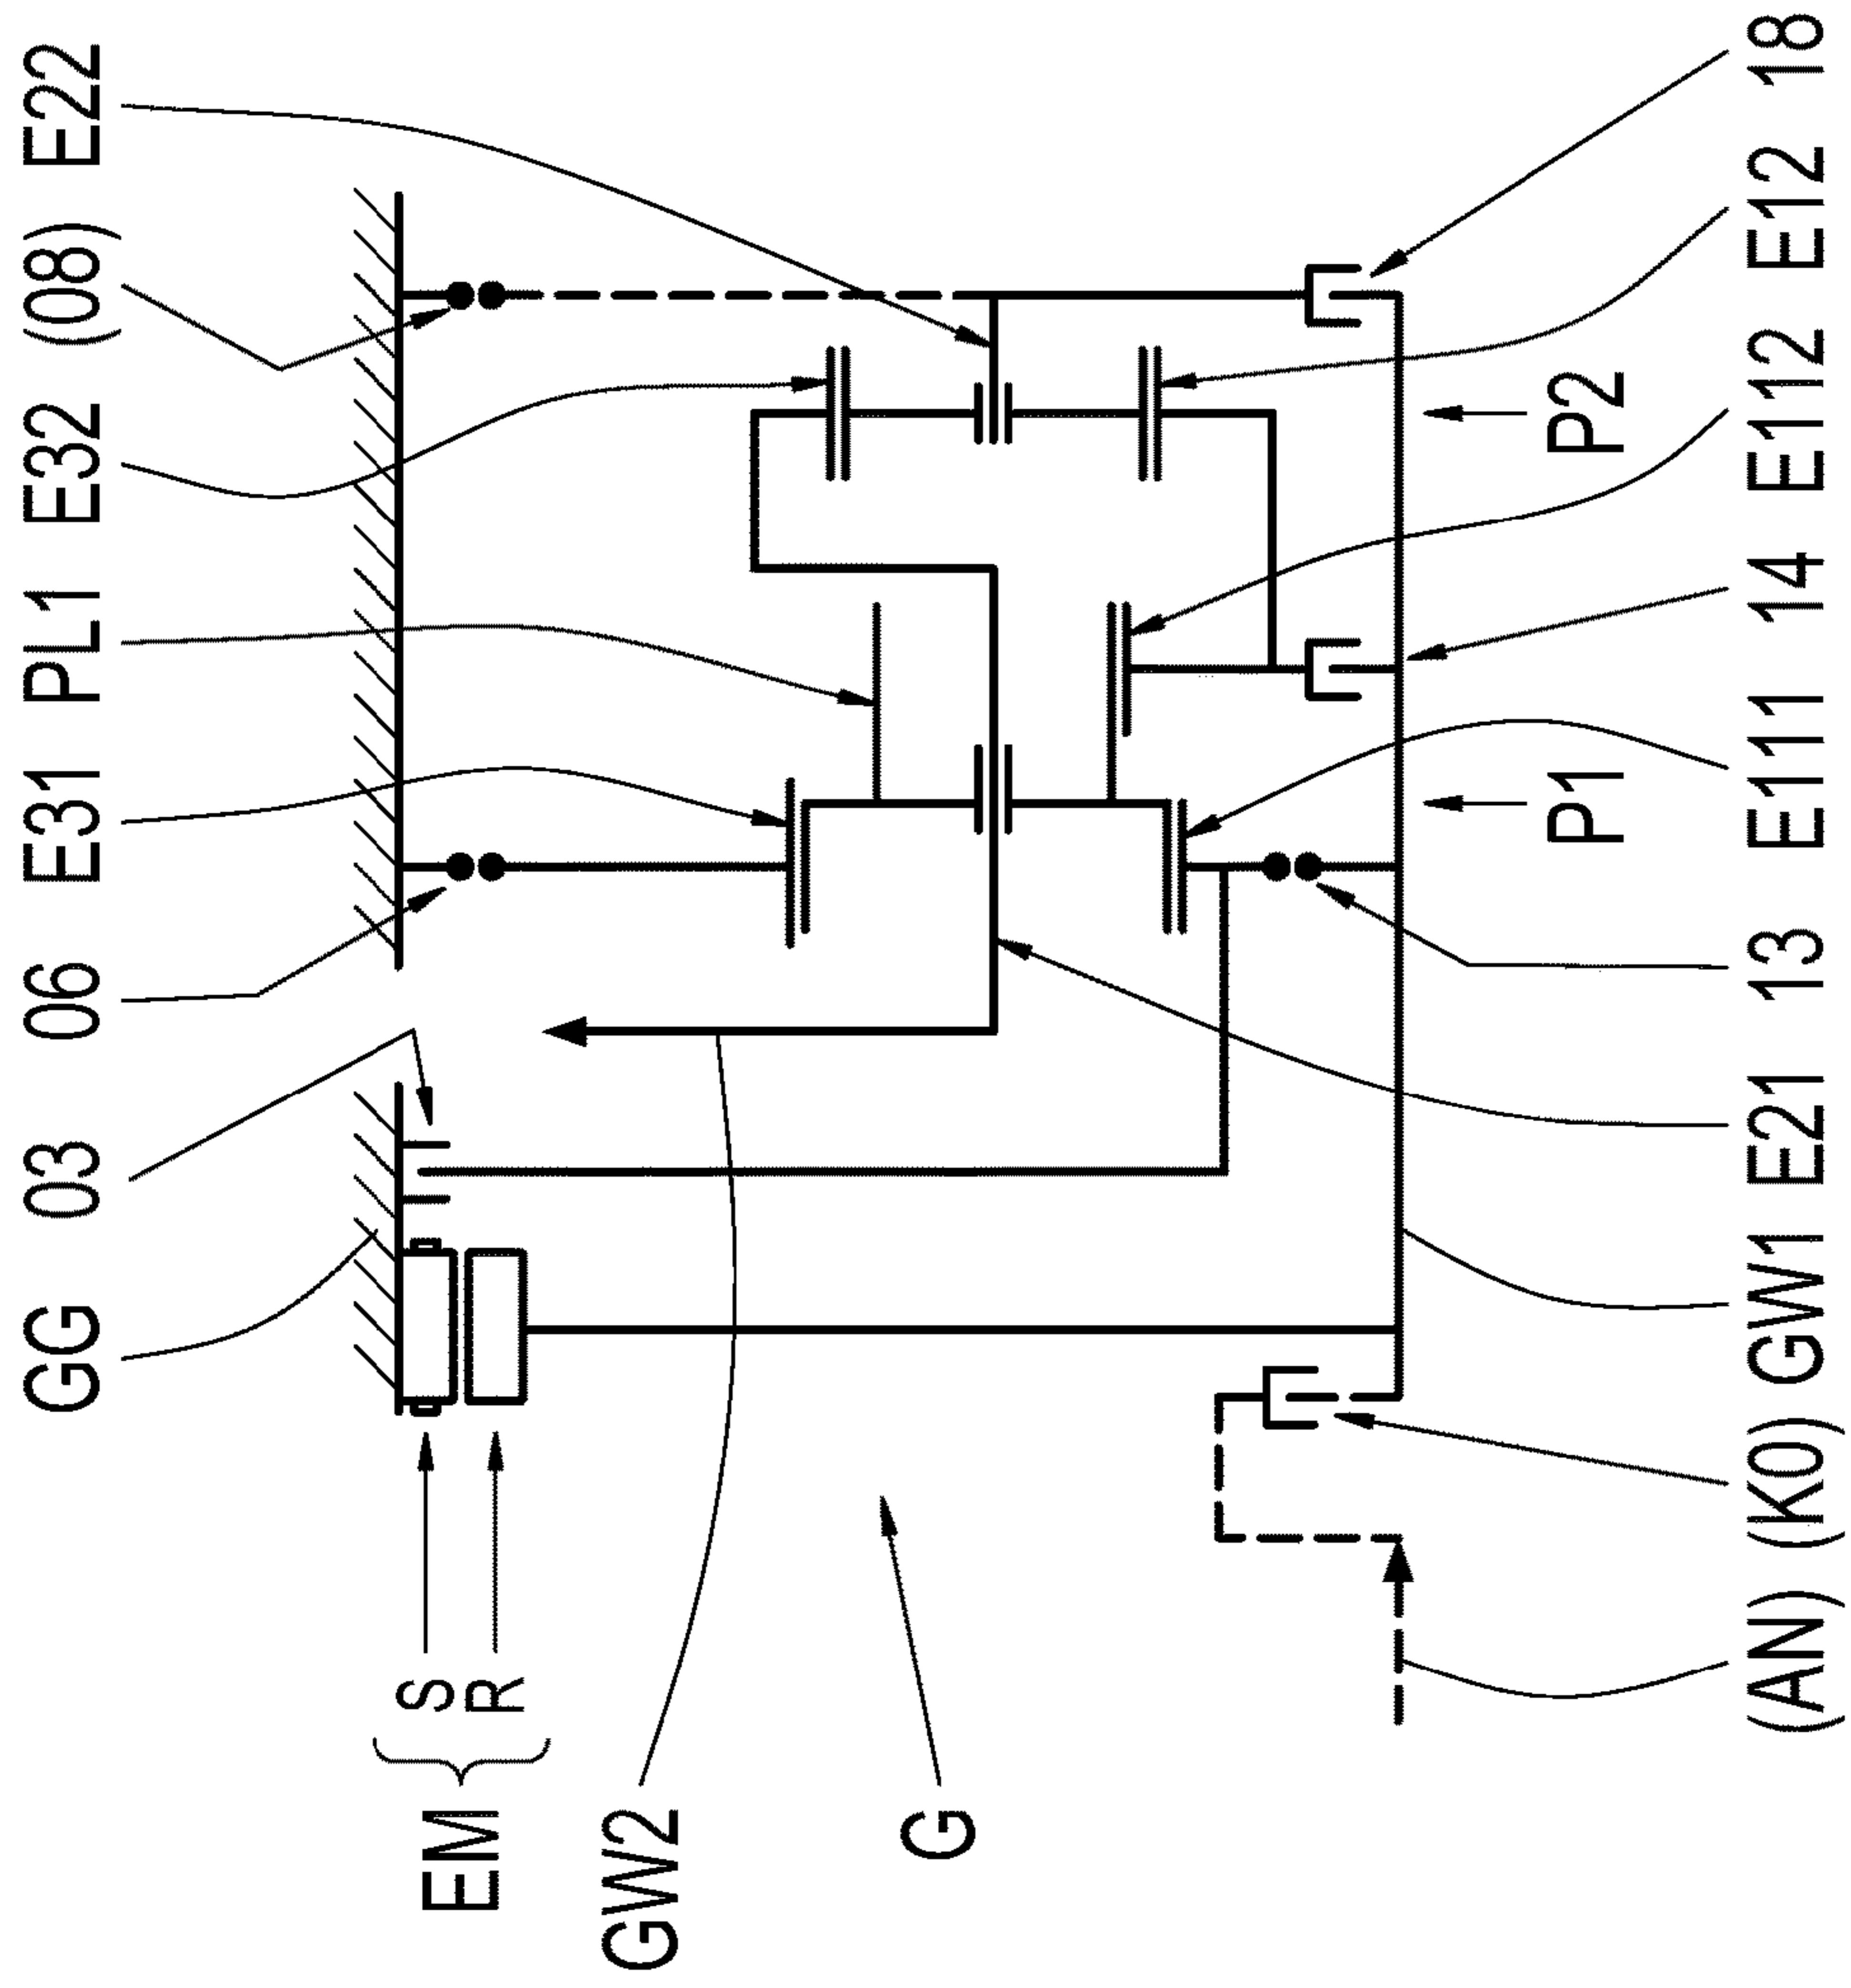 GG 03 06 E31 PL1 E32 (08) E22
EM
S
R
GW2
G
P1 P2
(AN) (K0) GW1 E21 13 E111 14 E112 E12 18